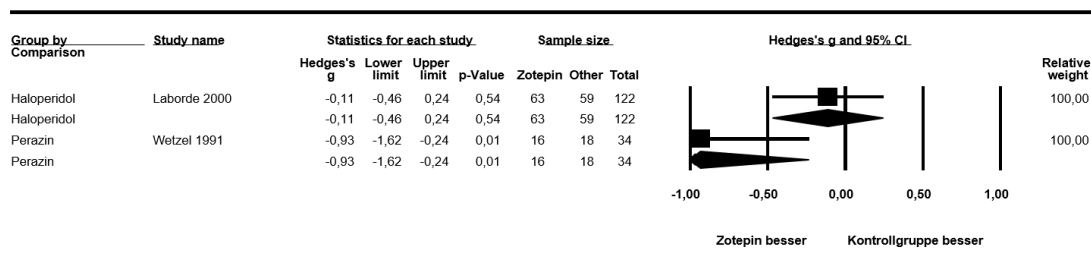 Group by Comparison Study name Statistics for each study Sample size Hedges's g and 95% CI
Hedges's g Lower limit Upper limit p-Value Zotepin Other Total Relative weight
Haloperidol Laborde 2000 -0,11 -0,46 0,24 0,54 63 59 122 100,00
Haloperidol -0,11 -0,46 0,24 0,54 63 59 122
Perazin Wetzel 1991 -0,93 -1,62 -0,24 0,01 16 18 34 100,00
Perazin -0,93 -1,62 -0,24 0,01 16 18 34
-1,00 -0,50 0,00 0,50 1,00
Zotepin besser Kontrollgruppe besser